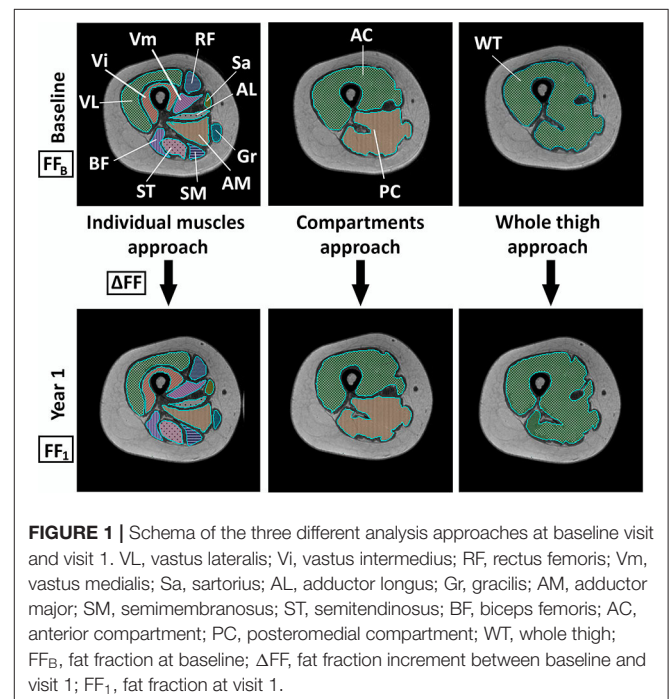 Vm RF
Vi Sa
AL
VL
BF Gr
ST SM AM
AC
PC
WT
Baseline
FF_B
Individual muscles approach
Compartments approach
Whole thigh approach
ΔFF
Year 1
FF₁
FIGURE 1 | Schema of the three different analysis approaches at baseline visit
and visit 1. VL, vastus lateralis; Vi, vastus intermedius; RF, rectus femoris; Vm,
vastus medialis; Sa, sartorius; AL, adductor longus; Gr, gracilis; AM, adductor
major; SM, semimembranosus; ST, semitendinosus; BF, biceps femoris; AC,
anterior compartment; PC, posteromedial compartment; WT, whole thigh;
FF_B, fat fraction at baseline; ΔFF, fat fraction increment between baseline and
visit 1; FF₁, fat fraction at visit 1.